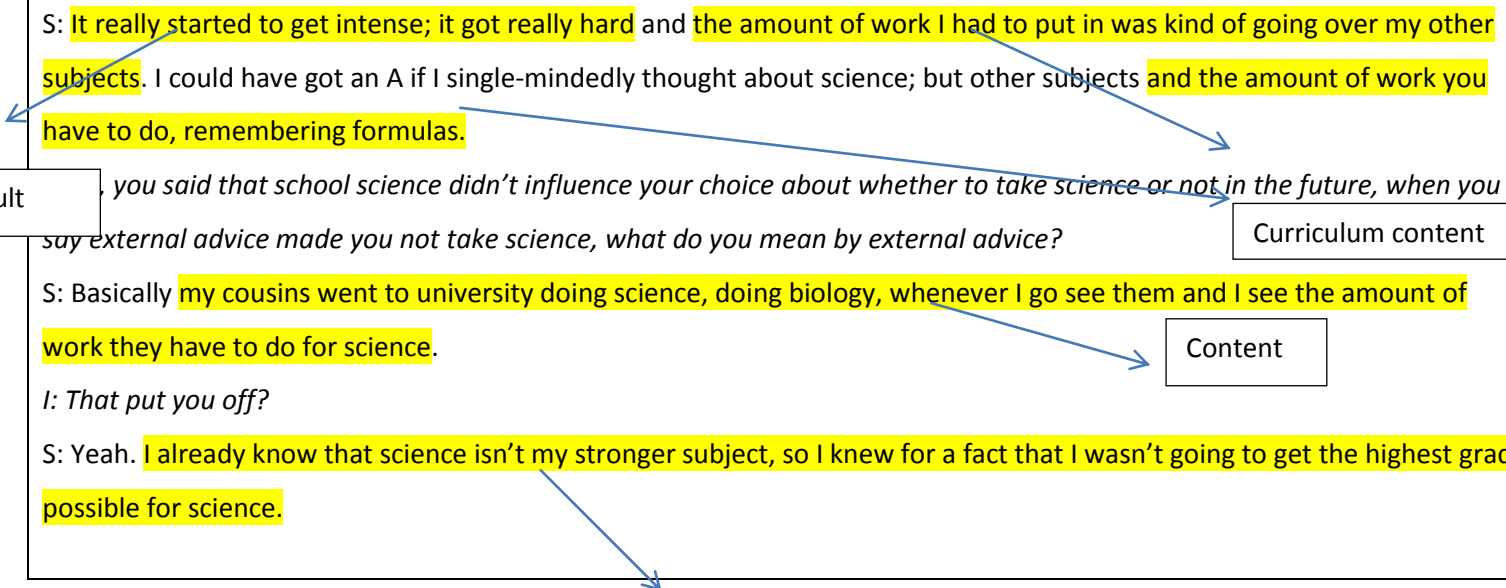 S: It really started to get intense; it got really hard and the amount of work I had to put in was kind of going over my other
subjects. I could have got an A if I single-mindedly thought about science; but other subjects and the amount of work you
have to do, remembering formulas.
, you said that school science didn’t influence your choice about whether to take science or not in the future, when you
say external advice made you not take science, what do you mean by external advice?
Curriculum content
S: Basically my cousins went to university doing science, doing biology, whenever I go see them and I see the amount of
work they have to do for science.
Content
I: That put you off?
S: Yeah. I already know that science isn’t my stronger subject, so I knew for a fact that I wasn’t going to get the highest
possible for science.